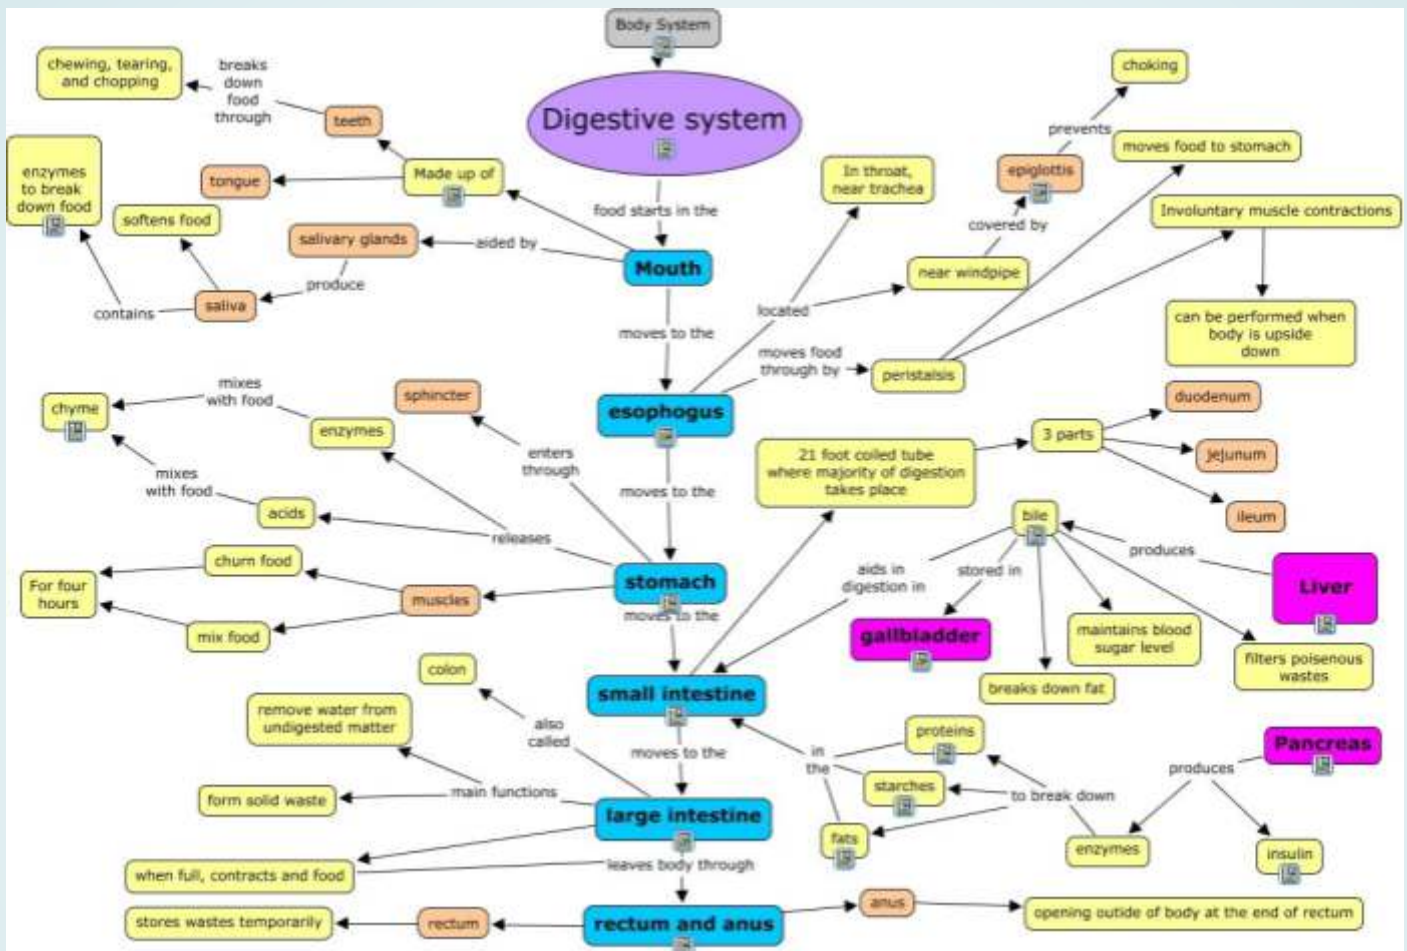 Body System
Digestive system
chewing, tearing,
and chopping
breaks
down
food
through
teeth
choking
prevents
moves food to stomach
enzymes
to break
down food
tongue
Made up of
In throat,
near trachea
epiglottis
softens food
food starts in the
Involuntary muscle contractions
salivary glands
aided by
covered by
Mouth
near windpipe
produce
saliva
contains
located
can be performed when
body is upside
down
moves to the
moves food
through by
peristalsis
mixes
with food
sphincter
duodenum
chyme
enzymes
esophogus
3 parts
enters
through
21 foot coiled tube
where majority of digestion
takes place
jejunum
mixes
with food
moves to the
acids
bile
ileum
releases
produces
churn food
aids in
digestion in
stored in
For four
hours
muscles
stomach
Liver
moves to the
mix food
gallbladder
maintains blood
sugar level
filters poisenous
wastes
colon
small intestine
breaks down fat
remove water from
undigested matter
also
called
moves to the
in
the
proteins
Pancreas
produces
form solid waste
main functions
starches
to break down
large intestine
fats
enzymes
insulin
when full, contracts and food
leaves body through
stores wastes temporarily
rectum
rectum and anus
anus
opening outide of body at the end of rectum